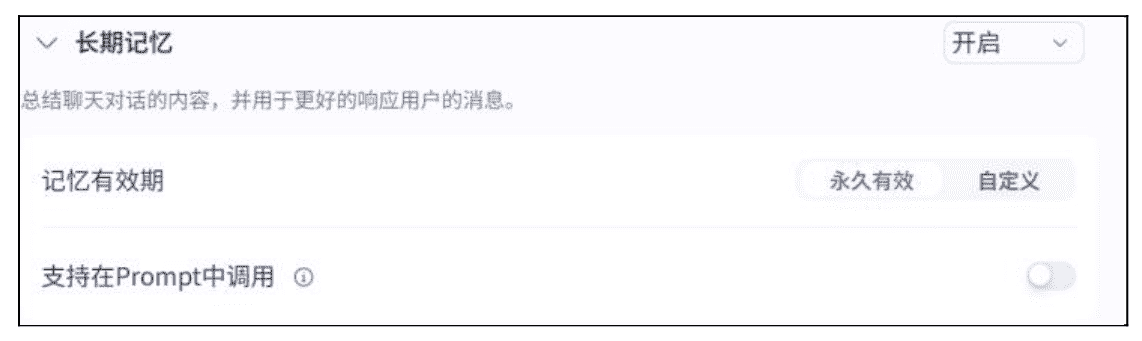 长期记忆 开启
总结聊天对话的内容，并用于更好的响应用户的消息。
记忆有效期 永久有效 自定义
支持在Prompt中调用